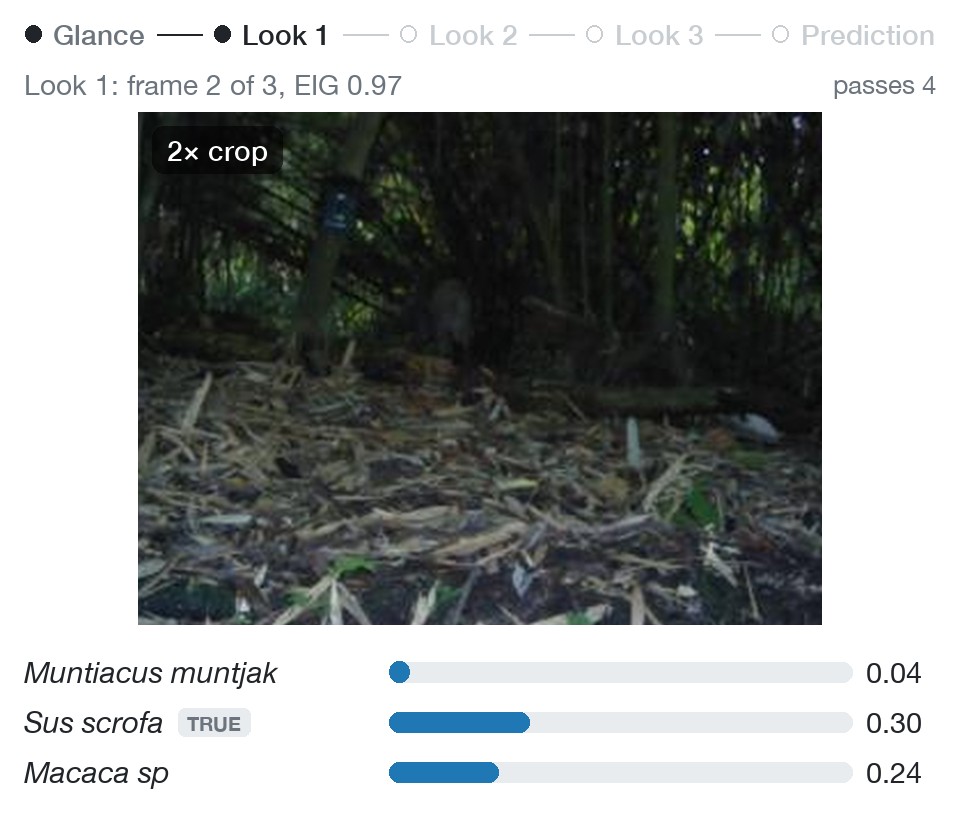 Glance Look 1 Look 2 Look 3 Prediction
Look 1: frame 2 of 3, EIG 0.97 passes 4
2× crop
Muntiacus muntjak 0.04
Sus scrofa TRUE 0.30
Macaca sp 0.24